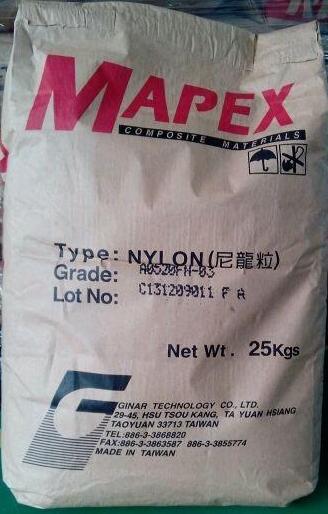 MAPEX
COMPOSITE MATERIALS
Type: NYLON(尼龍粒)
Grade: A0520FN-03
Lot No: C131209011 F A
Net Wt. 25Kgs
GINAR TECHNOLOGY CO., LTD.
29-45, HSU TSOU KANG, TA YUAN HSIANG
TAOYUAN 33713 TAIWAN
TEL:886-3-3868820
FAX:886-3-3863587 886-3-3855774
MADE IN TAIWAN